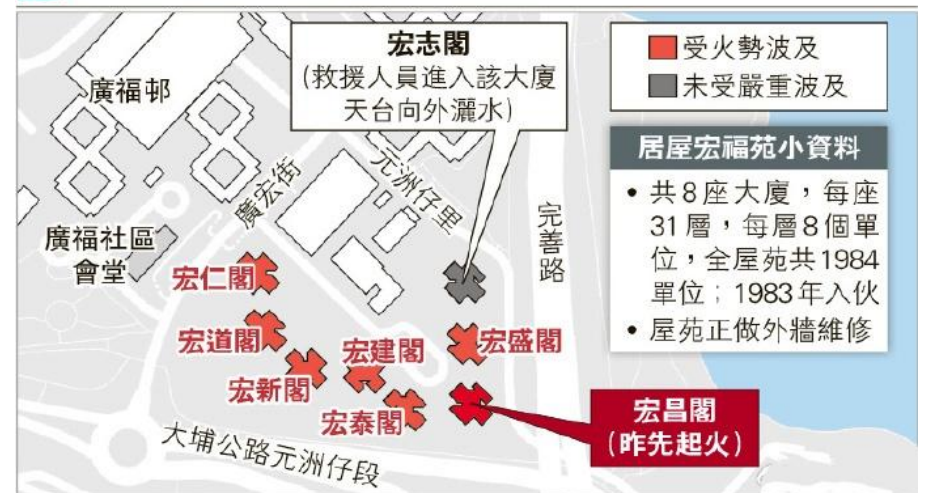 宏志閣
(救援人員進入該大廈
天台向外灑水)
受火勢波及
未受嚴重波及
居屋宏福苑小資料
• 共8座大廈，每座
31層，每層8個單
位，全屋苑共1984
單位；1983年入伙
• 屋苑正做外牆維修
廣福邨
廣宏街
元洲仔里
完善路
廣福社區
會堂
宏仁閣
宏道閣
宏新閣
宏建閣
宏泰閣
宏盛閣
宏昌閣
(昨先起火)
大埔公路元洲仔段